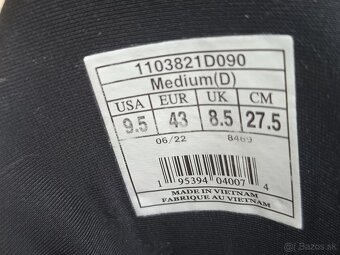 1103821D090
Medium(D)
USA EUR UK CM
9.5 43 8.5 27.5
06/22 8469
1 95394 04007 4
MADE IN VIETNAM
FABRIQUE AU VIETNAM
Bazos.sk